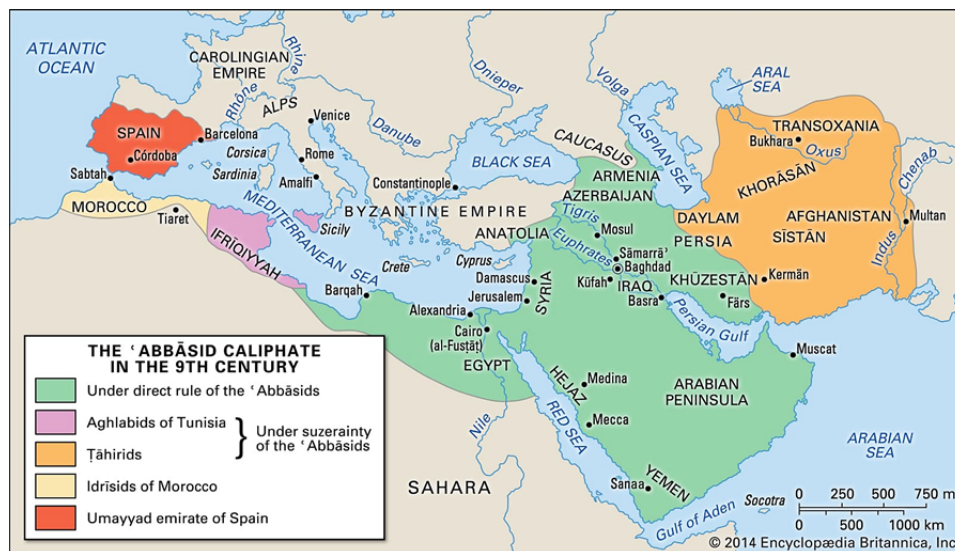 ATLANTIC
OCEAN
CAROLINGIAN
EMPIRE
Rhine
Rhône
ALPS
Venice
Danube
Dnieper
Volga
ARAL
SEA
CASPIAN SEA
CAUCASUS
BLACK SEA
TRANSOXANIA
Bukhara
Oxus
KHORĀSĀN
Chenab
SPAIN
Córdoba
Barcelona
Corsica
Sardinia
Rome
Amalfi
Constantinople
Sabtah
MOROCCO
Tiaret
IFRĪQIYYAH
Sicily
MEDITERRANEAN SEA
BYZANTINE EMPIRE
ANATOLIA
ARMENIA
AZERBAIJAN
Tigris
Mosul
Euphrates
DAYLAM
PERSIA
AFGHANISTAN
SĪSTĀN
Multan
Indus
Crete
Cyprus
Damascus
SYRIA
Jerusalem
Sāmarrāʾ
Baghdad
Kūfah
IRAQ
Basra
KHŪZESTĀN
Kermān
Fārs
Persian Gulf
Barqah
Alexandria
Cairo
(al-Fusṭāṭ)
EGYPT
Nile
HEJAZ
Medina
Mecca
RED SEA
ARABIAN
PENINSULA
Muscat
ARABIAN
SEA
SAHARA
Sanaa
YEMEN
Gulf of Aden
Socotra
THE ʿABBĀSID CALIPHATE
IN THE 9TH CENTURY
Under direct rule of the ʿAbbāsids
Aghlabids of Tunisia
Ṭāhirids
} Under suzerainty
of the ʿAbbāsids
Idrīsids of Morocco
Umayyad emirate of Spain
0 250 500 750 mi
0 500 1000 km
© 2014 Encyclopædia Britannica, Inc.